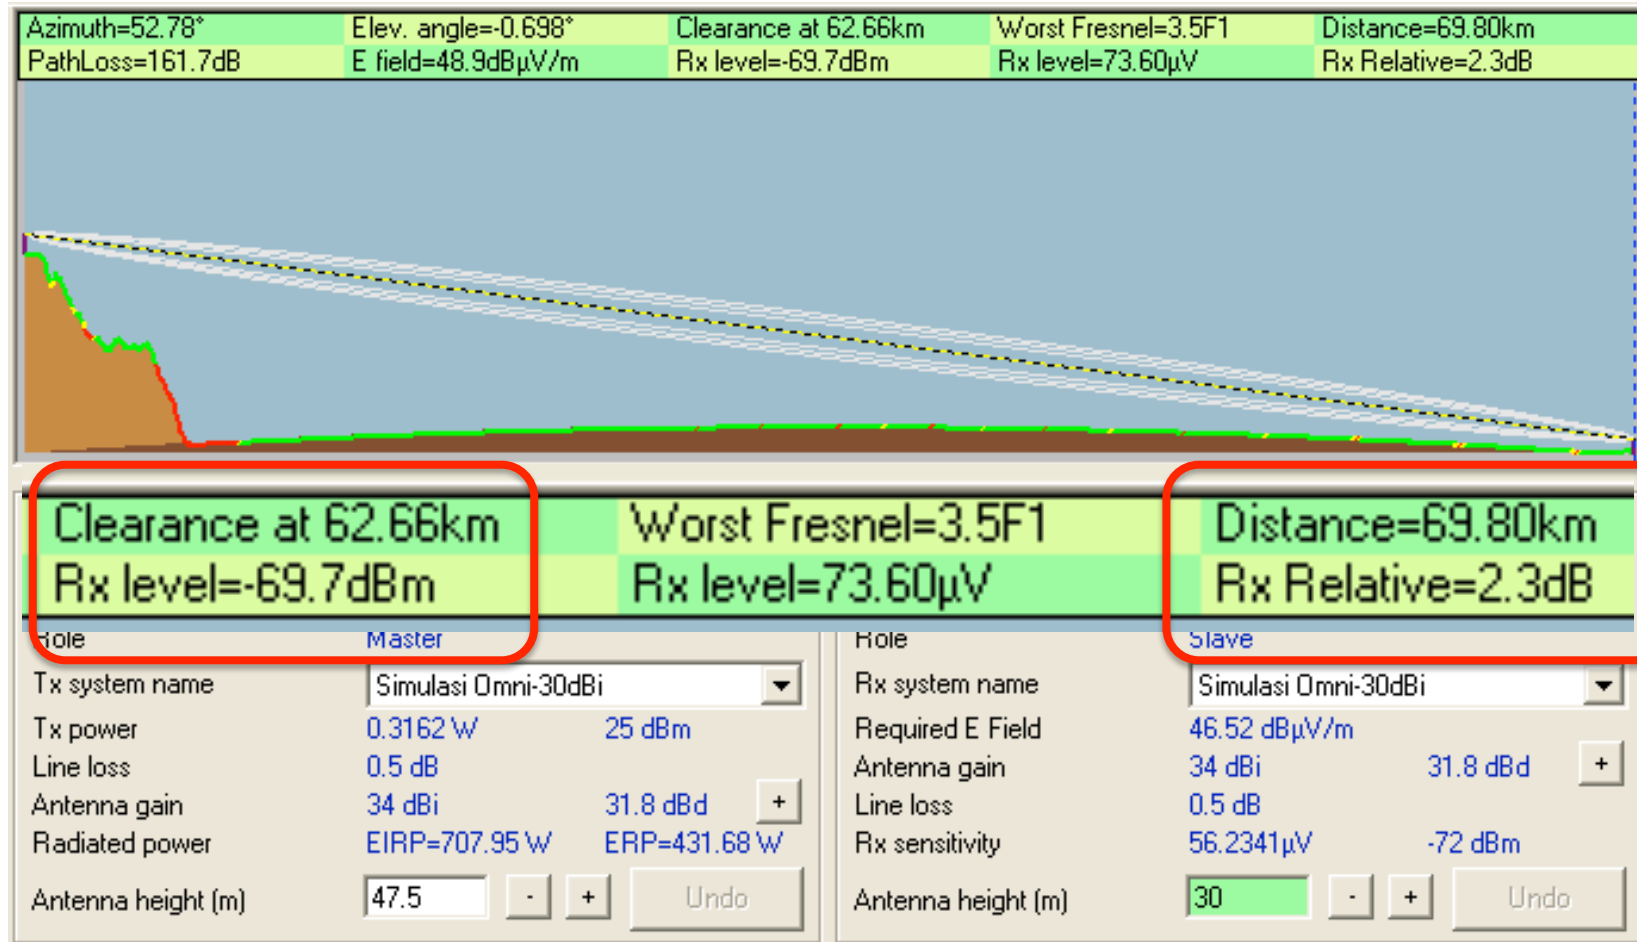 Azimuth=52.78° Elev. angle=-0.698° Clearance at 62.66km Worst Fresnel=3.5F1 Distance=69.80km
PathLoss=161.7dB E field=48.9dBµV/m Rx level=-69.7dBm Rx level=73.60µV Rx Relative=2.3dB
Clearance at 62.66km Worst Fresnel=3.5F1 Distance=69.80km
Rx level=-69.7dBm Rx level=73.60µV Rx Relative=2.3dB
Role Master Role Slave
Tx system name Simulasi Omni-30dBi Rx system name Simulasi Omni-30dBi
Tx power 0.3162 W 25 dBm Required E Field 46.52 dBµV/m
Line loss 0.5 dB Antenna gain 34 dBi 31.8 dBd +
Antenna gain 34 dBi 31.8 dBd + Line loss 0.5 dB
Radiated power EIRP=707.95 W ERP=431.68 W Rx sensitivity 56.2341µV -72 dBm
Antenna height (m) 47.5 - + Undo Antenna height (m) 30 - + Undo